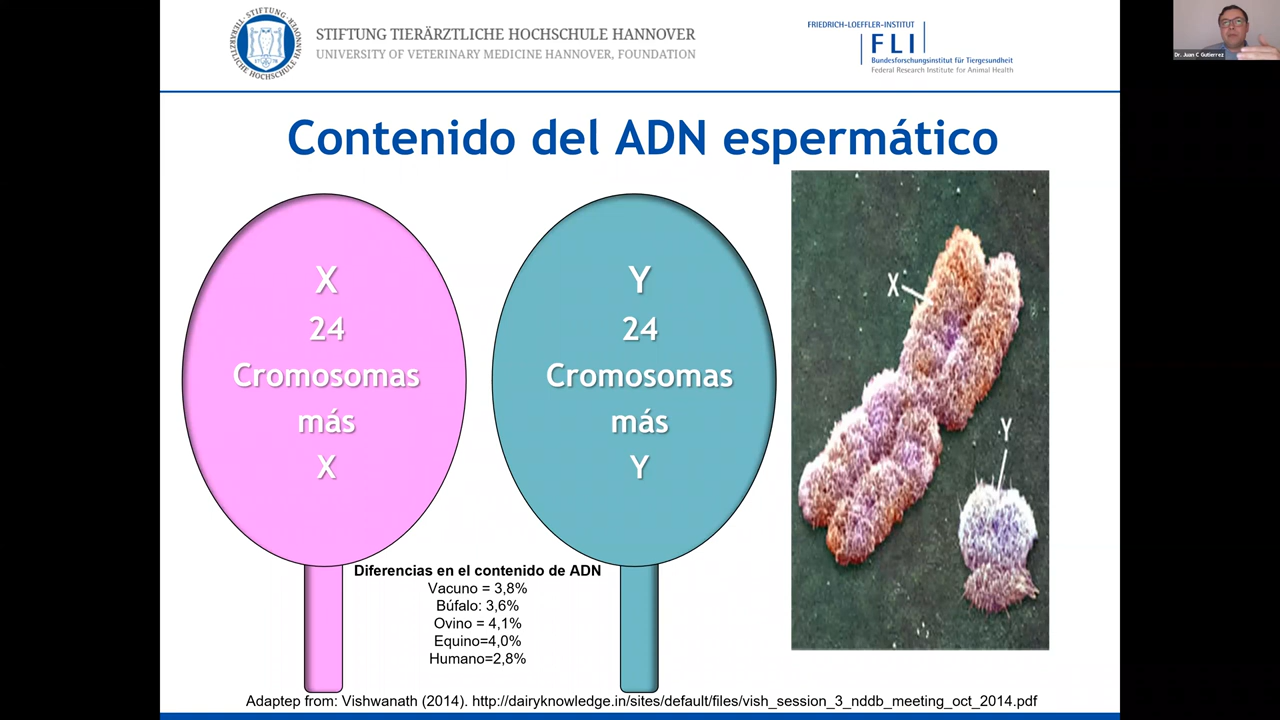 STIFTUNG TIERÄRZTLICHE HOCHSCHULE HANNOVER
UNIVERSITY OF VETERINARY MEDICINE HANNOVER, FOUNDATION
FRIEDRICH-LOEFFLER-INSTITUT
FLI
Bundesforschungsinstitut für Tiergesundheit
Federal Research Institute for Animal Health
Dr. Juan C Gutierrez
Contenido del ADN espermático
X
24
Cromosomas
más
X
Y
24
Cromosomas
más
Y
X
Y
Diferencias en el contenido de ADN
Vacuno = 3,8%
Búfalo: 3,6%
Ovino = 4,1%
Equino=4,0%
Humano=2,8%
Adaptep from: Vishwanath (2014). http://dairyknowledge.in/sites/default/files/vish_session_3_nddb_meeting_oct_2014.pdf